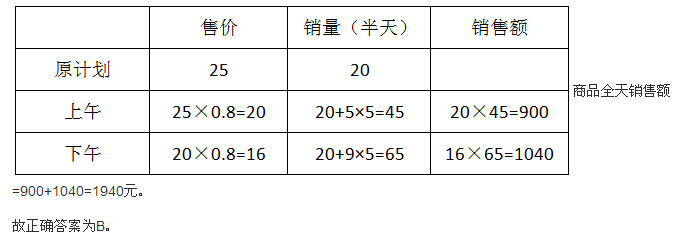 售价 销量（半天） 销售额
原计划 25 20
上午 25×0.8=20 20+5×5=45 20×45=900
下午 20×0.8=16 20+9×5=65 16×65=1040
商品全天销售额
=900+1040=1940元。
故正确答案为B。